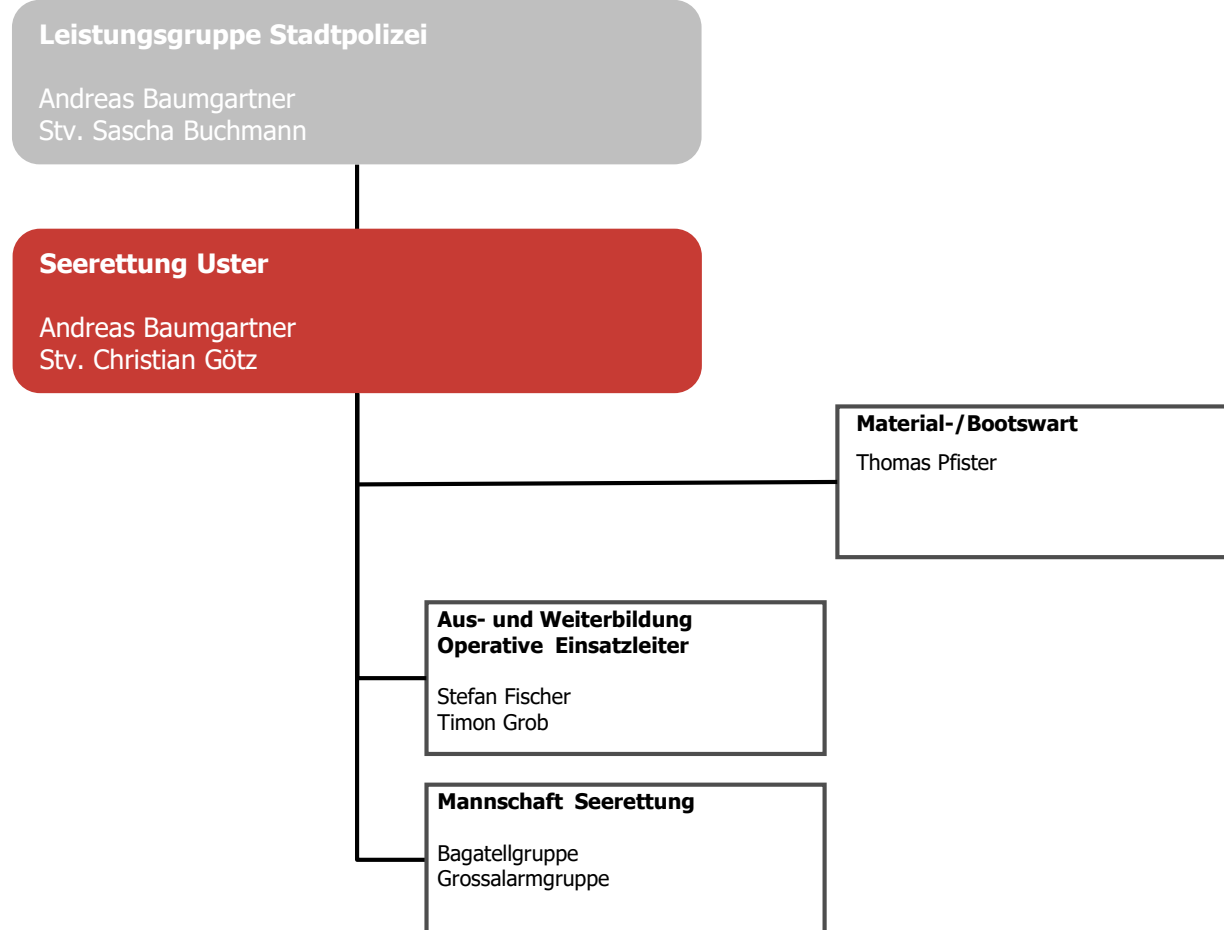 Leistungsgruppe Stadtpolizei
Andreas Baumgartner
Stv. Sascha Buchmann
Seerettung Uster
Andreas Baumgartner
Stv. Christian Götz
Material-/Bootswart
Thomas Pfister
Aus- und Weiterbildung
Operative Einsatzleiter
Stefan Fischer
Timon Grob
Mannschaft Seerettung
Bagatellgruppe
Grossalarmgruppe